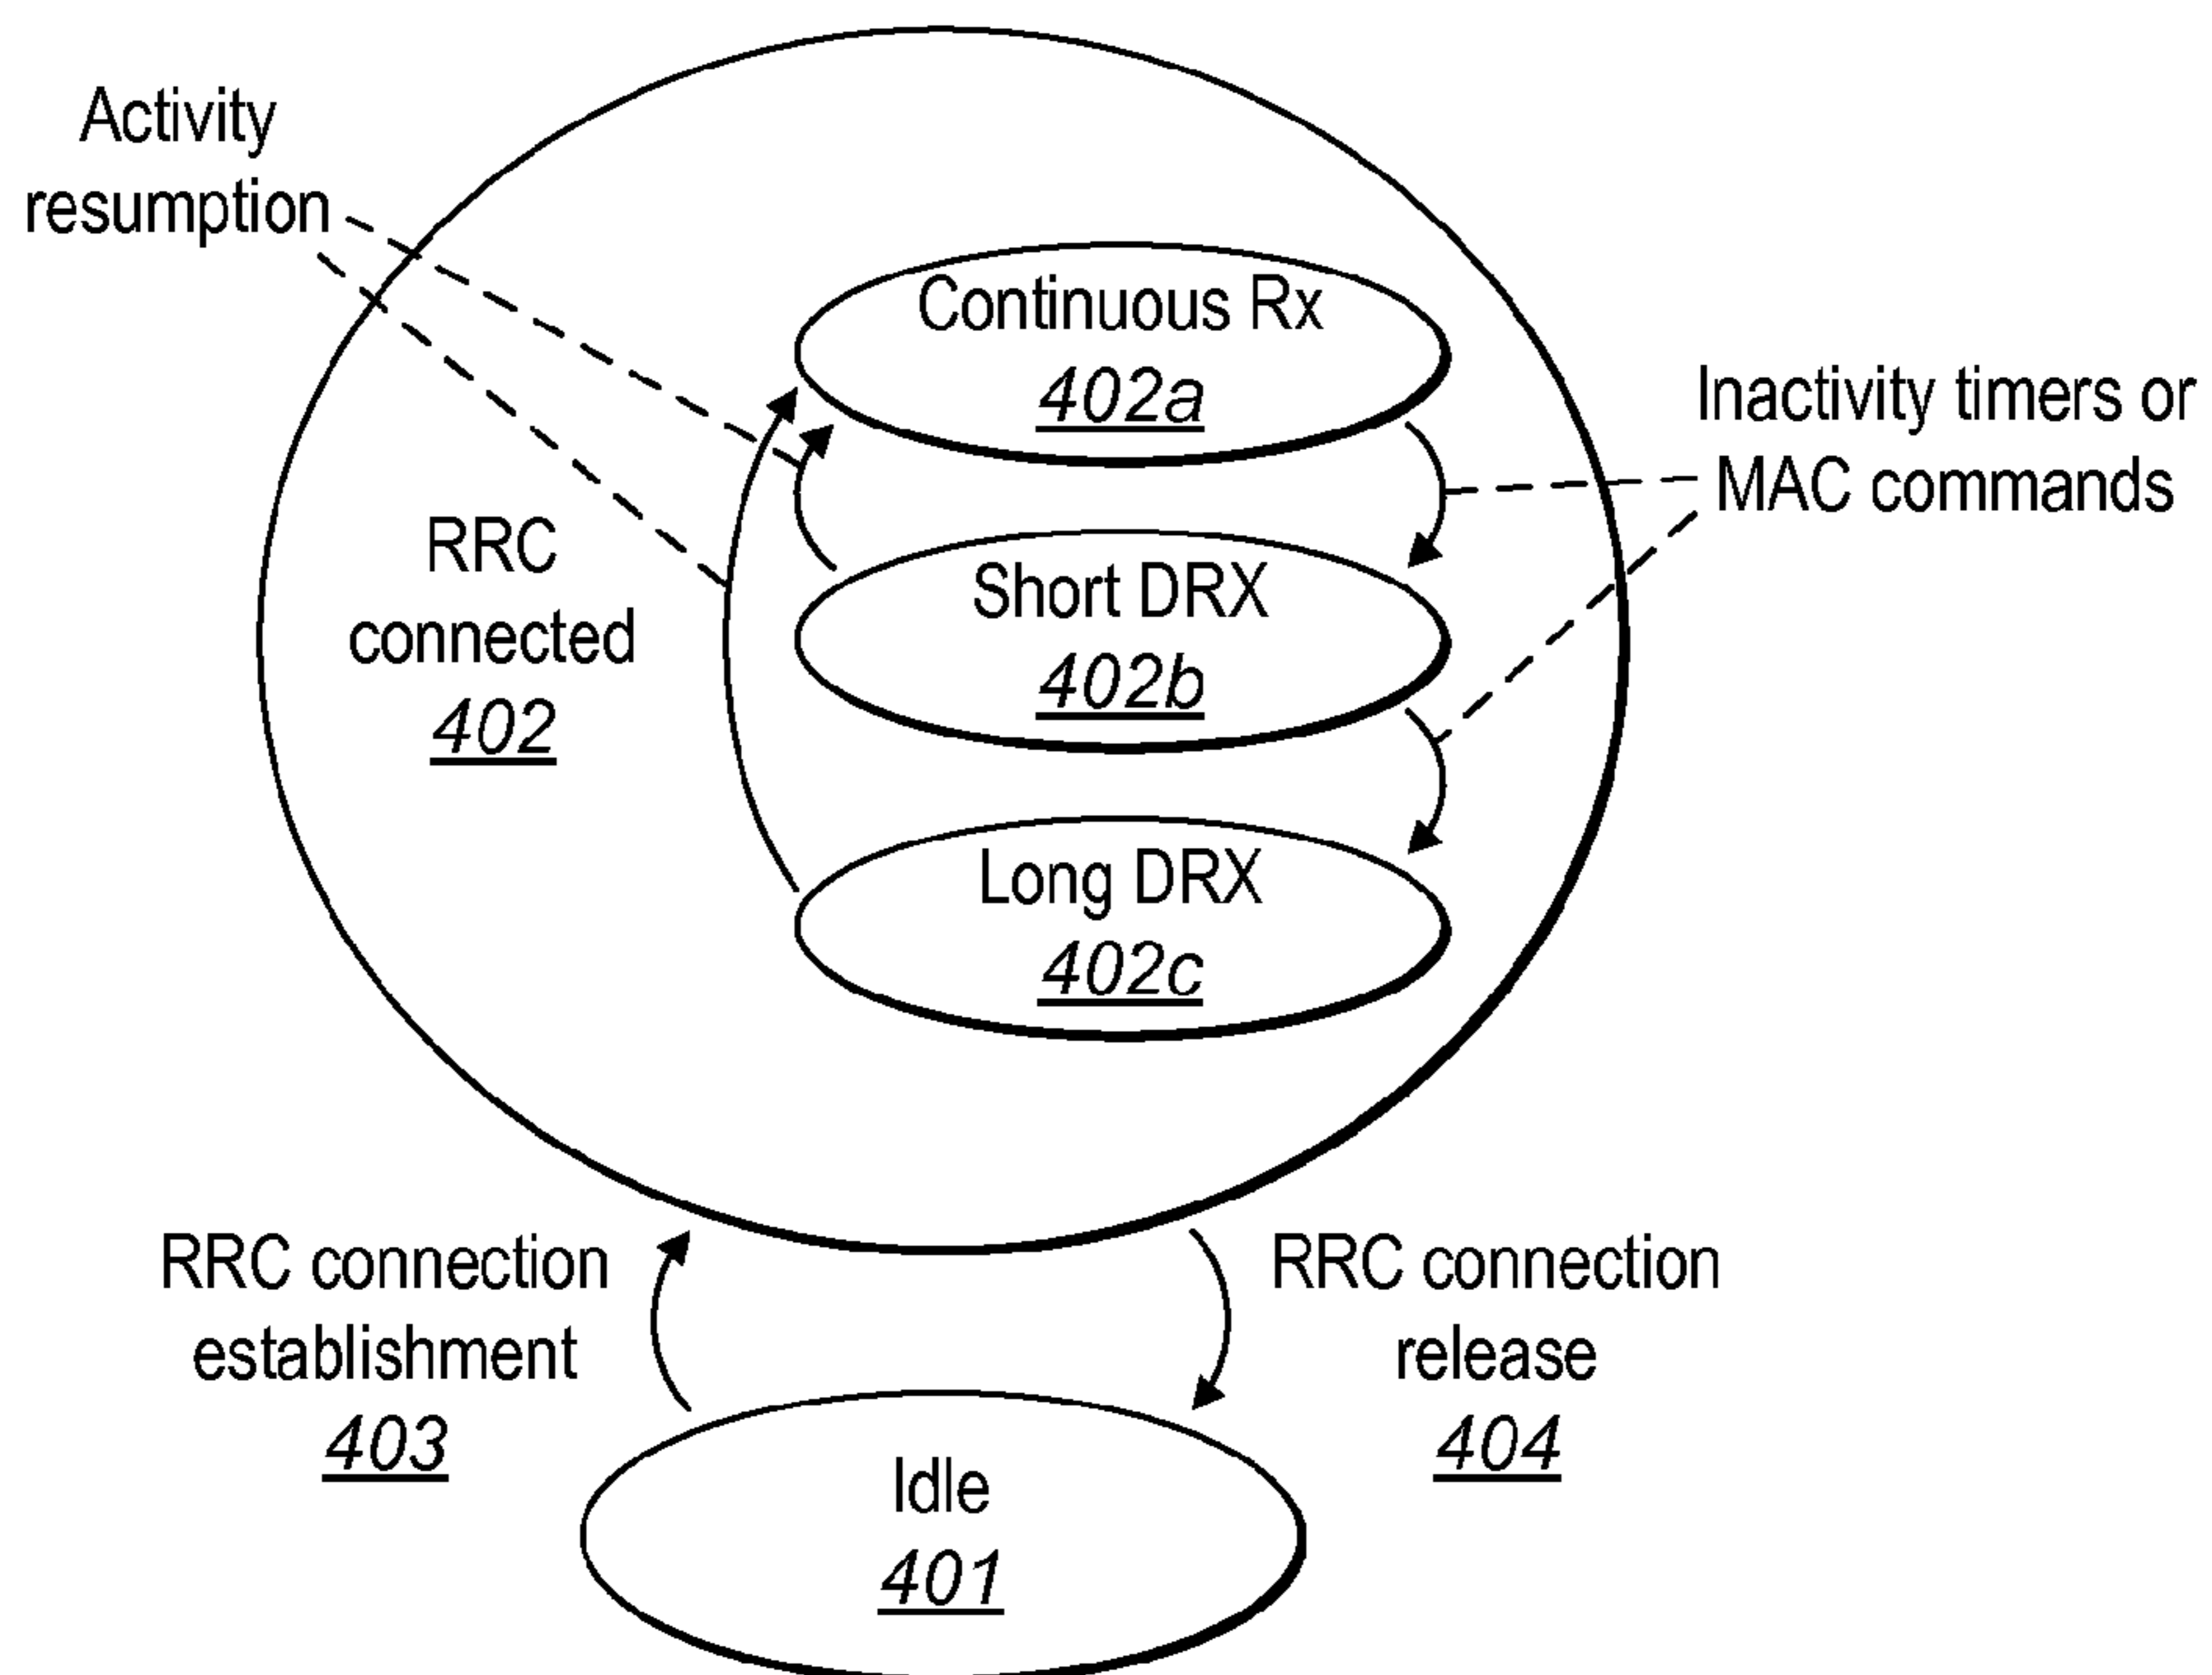 Activity
resumption
Continuous Rx
402a
Inactivity timers or
MAC commands
RRC
connected
402
Short DRX
402b
Long DRX
402c
RRC connection
establishment
403
RRC connection
release
404
Idle
401